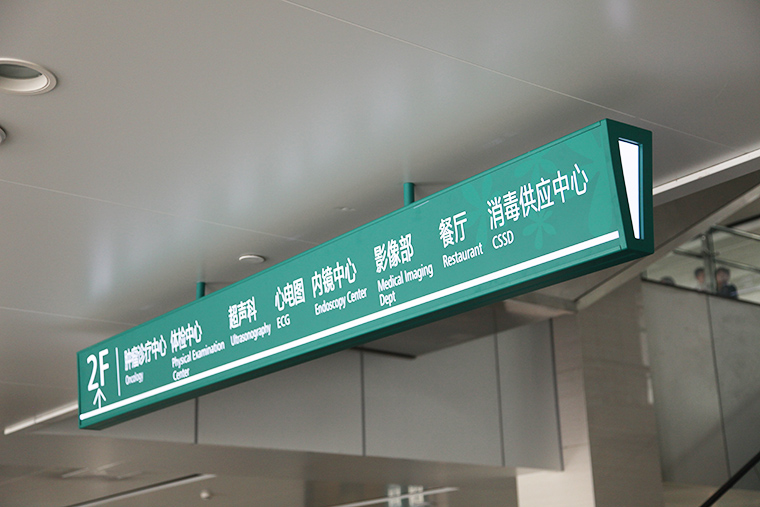 2F
肿瘤诊疗中心
Oncology
体检中心
Physical Examination
Center
超声科
Ultrasonography
心电图
ECG
内镜中心
Endoscopy Center
影像部
Medical Imaging
Dept
餐厅
Restaurant
消毒供应中心
CSSD